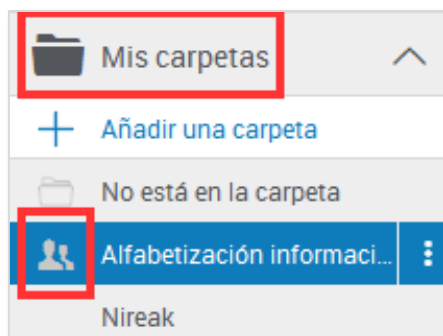 Mis carpetas
Añadir una carpeta
No está en la carpeta
Alfabetización informaci...
Nireak